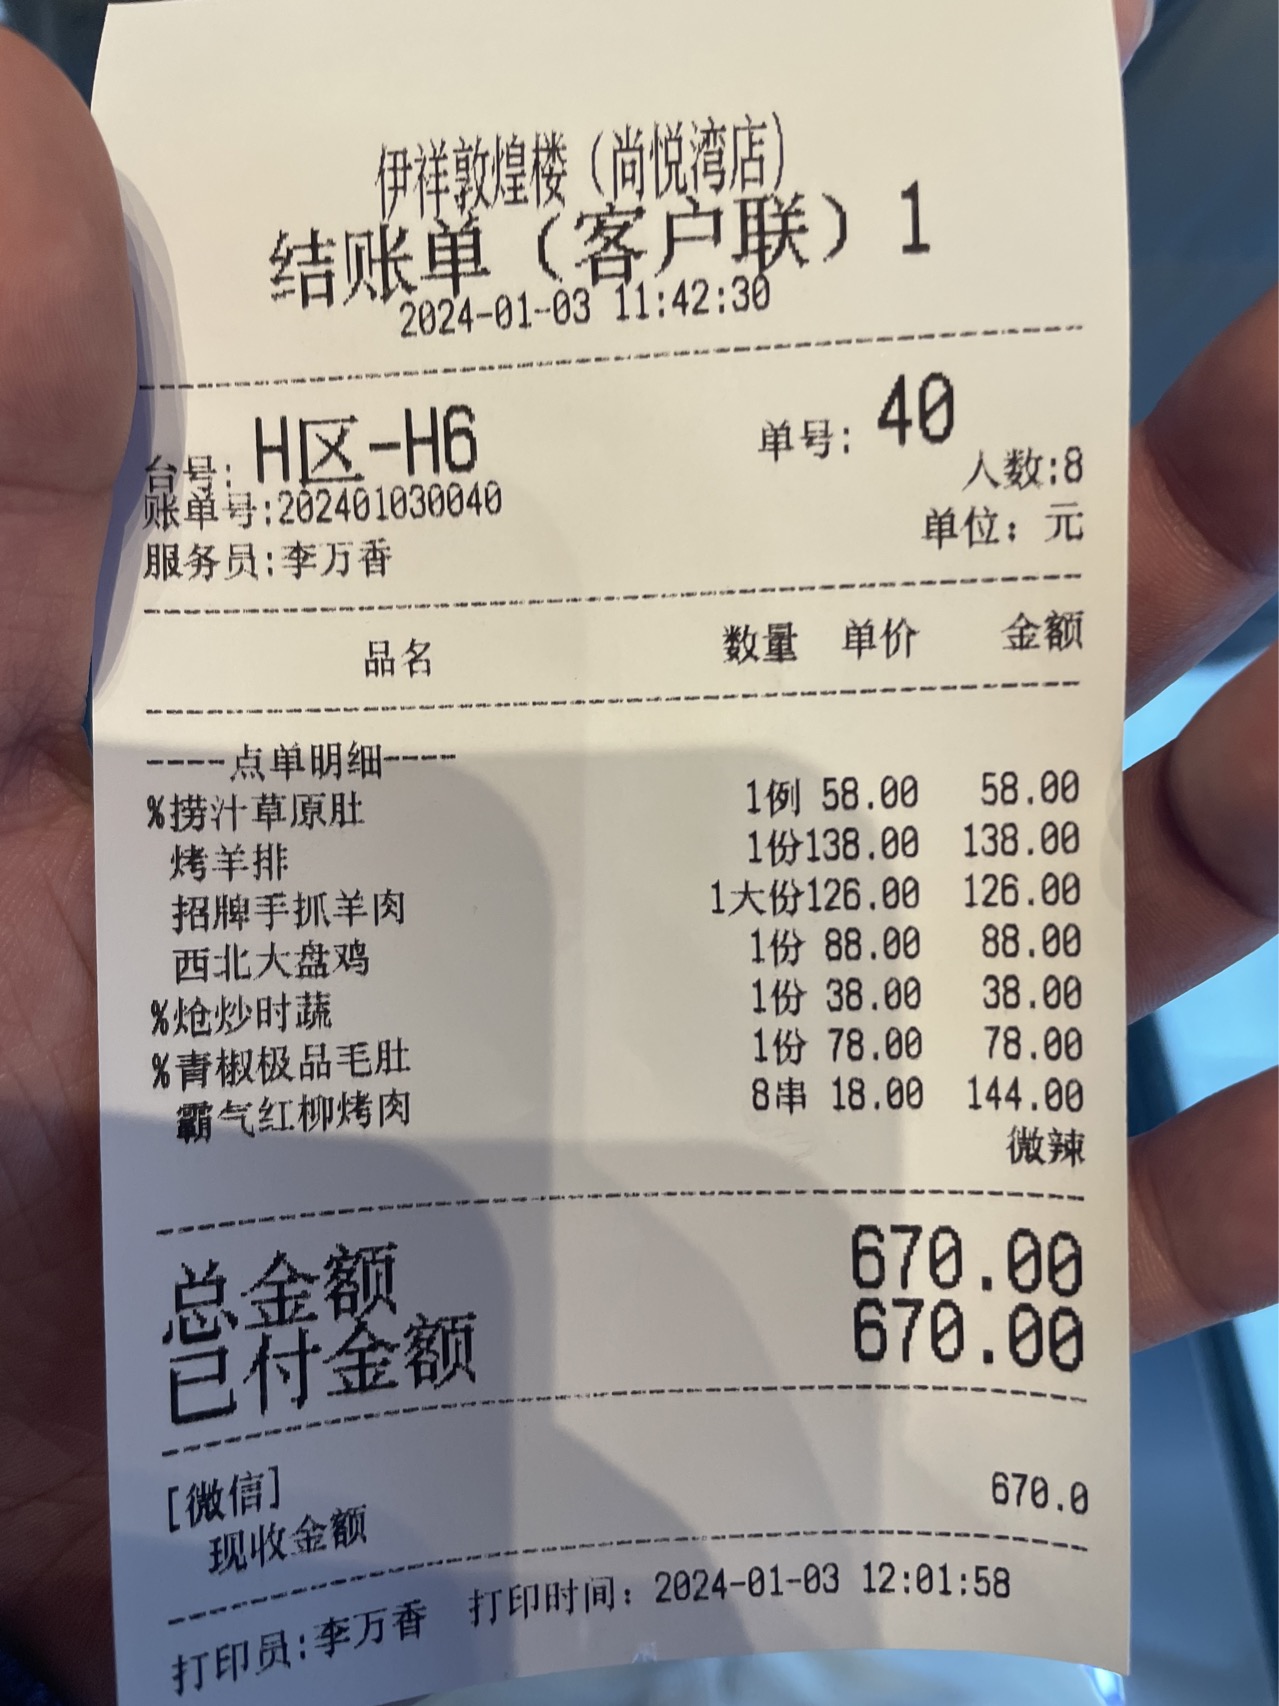 伊祥敦煌楼（尚悦湾店）
结账单（客户联）1
2024-01-03 11:42:30
台号: H区-H6 单号: 40
人数:8
账单号:202401030040
单位: 元
服务员:李万香
品名 数量 单价 金额
----点单明细----
%捞汁草原肚 1例 58.00 58.00
烤羊排 1份138.00 138.00
招牌手抓羊肉 1大份126.00 126.00
西北大盘鸡 1份 88.00 88.00
%炝炒时蔬 1份 38.00 38.00
%青椒极品毛肚 1份 78.00 78.00
霸气红柳烤肉 8串 18.00 144.00
微辣
总金额 670.00
已付金额 670.00
[微信] 670.0
现收金额
打印员:李万香 打印时间: 2024-01-03 12:01:58